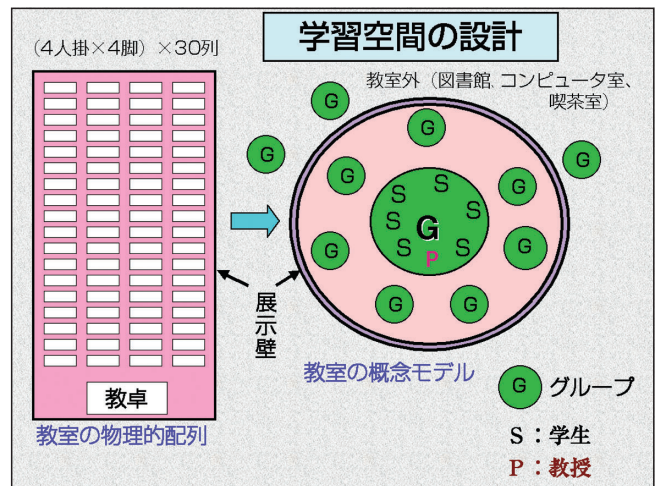 学習空間の設計
(4人掛×4脚)×30列
教室外(図書館、コンピュータ室、
喫茶室)
G
G
G
G
G
G
G
G
G
G
G
S
S
S
S
S
S
S
G
P
展示壁
教卓
教室の物理的配列
教室の概念モデル
G グループ
S:学生
P:教授